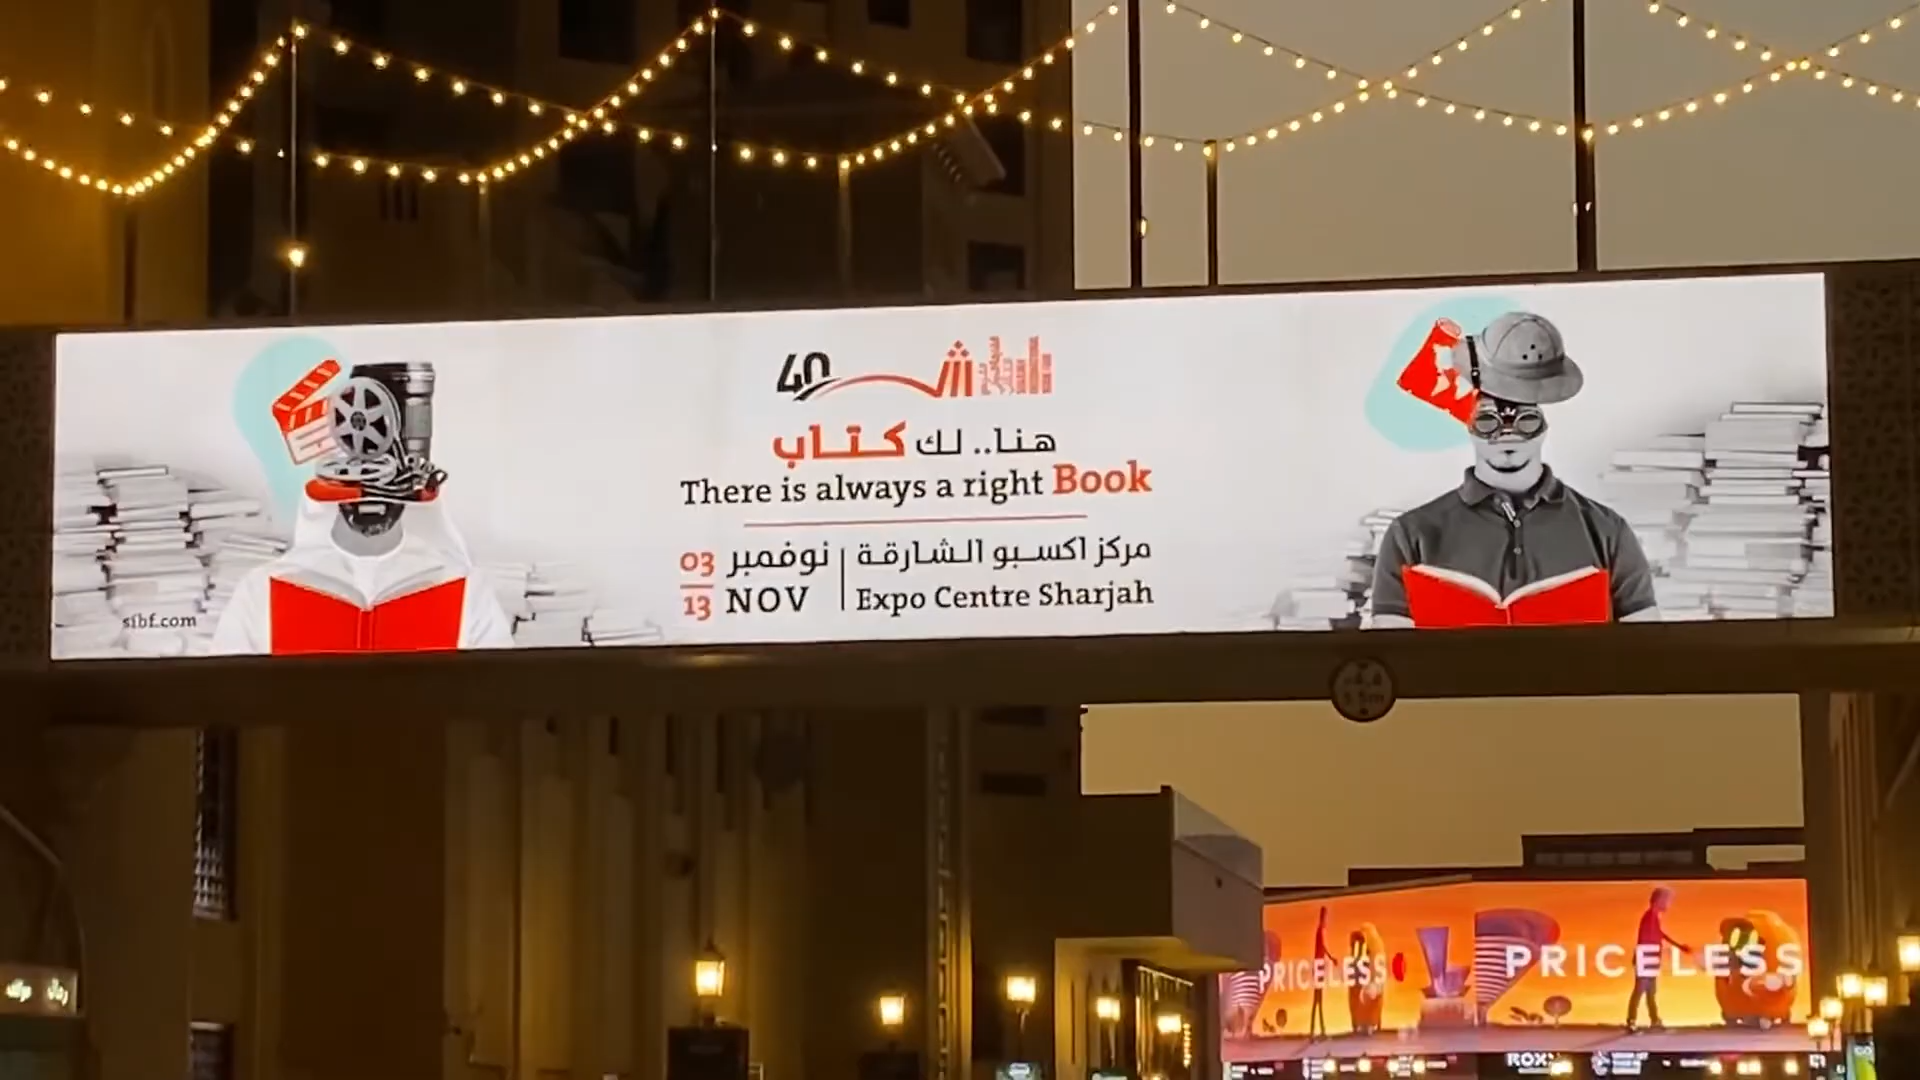 40
هنا.. لك كتاب
There is always a right Book
03 نوفمبر | مركز اكسبو الشارقة
13 NOV | Expo Centre Sharjah
sibf.com
PRICELESS
PRICELESS
ROXY